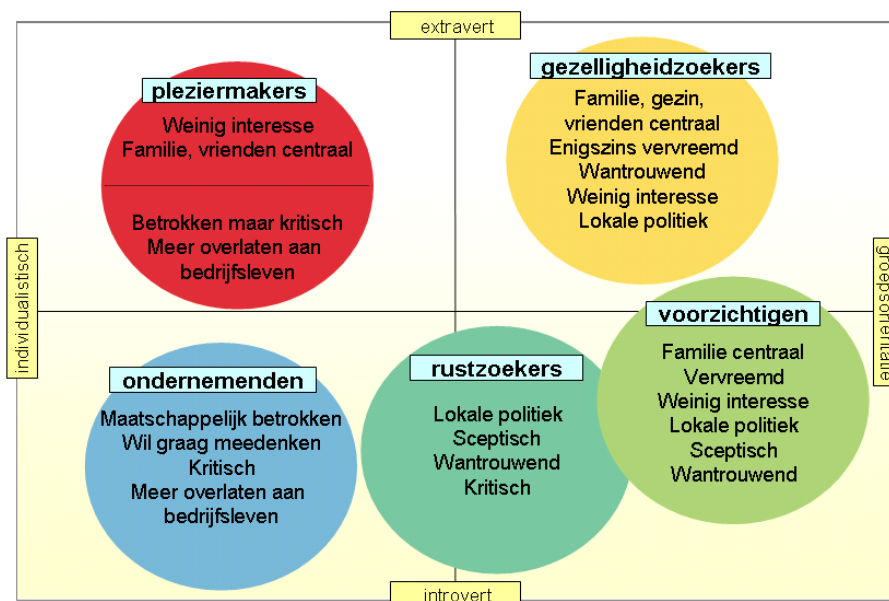 extravert
pleziermakers
Weinig interesse
Familie, vrienden centraal
Betrokken maar kritisch
Meer overlaten aan
bedrijfsleven
gezelligheidzoekers
Familie, gezin,
vrienden centraal
Enigszins vervreemd
Wantrouwend
Weinig interesse
Lokale politiek
individualistisch
groepsorientatie
ondernemenden
Maatschappelijk betrokken
Wil graag meedenken
Kritisch
Meer overlaten aan
bedrijfsleven
rustzoekers
Lokale politiek
Sceptisch
Wantrouwend
Kritisch
voorzichtigen
Familie centraal
Vervreemd
Weinig interesse
Lokale politiek
Sceptisch
Wantrouwend
introvert